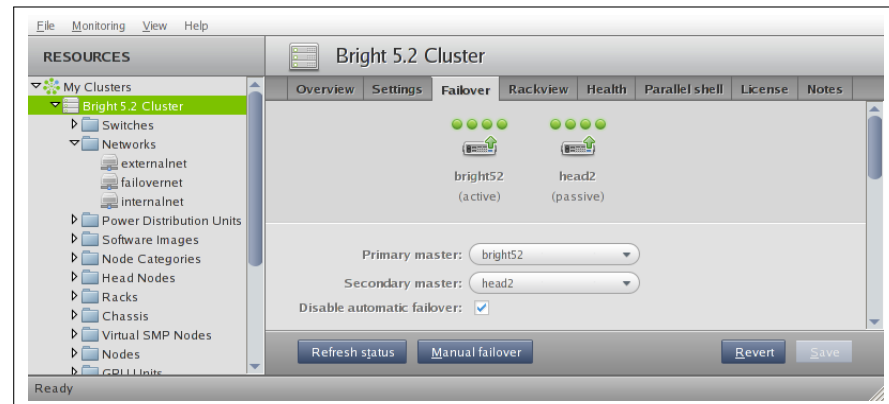 File Monitoring View Help
RESOURCES
My Clusters
Bright 5.2 Cluster
Switches
Networks
externalnet
failovernet
internalnet
Power Distribution Units
Software Images
Node Categories
Head Nodes
Racks
Chassis
Virtual SMP Nodes
Nodes
GPU Units
Bright 5.2 Cluster
Overview Settings Failover Rackview Health Parallel shell License Notes
bright52 head2
(active) (passive)
Primary master: bright52
Secondary master: head2
Disable automatic failover:
Refresh status Manual failover Revert Save
Ready